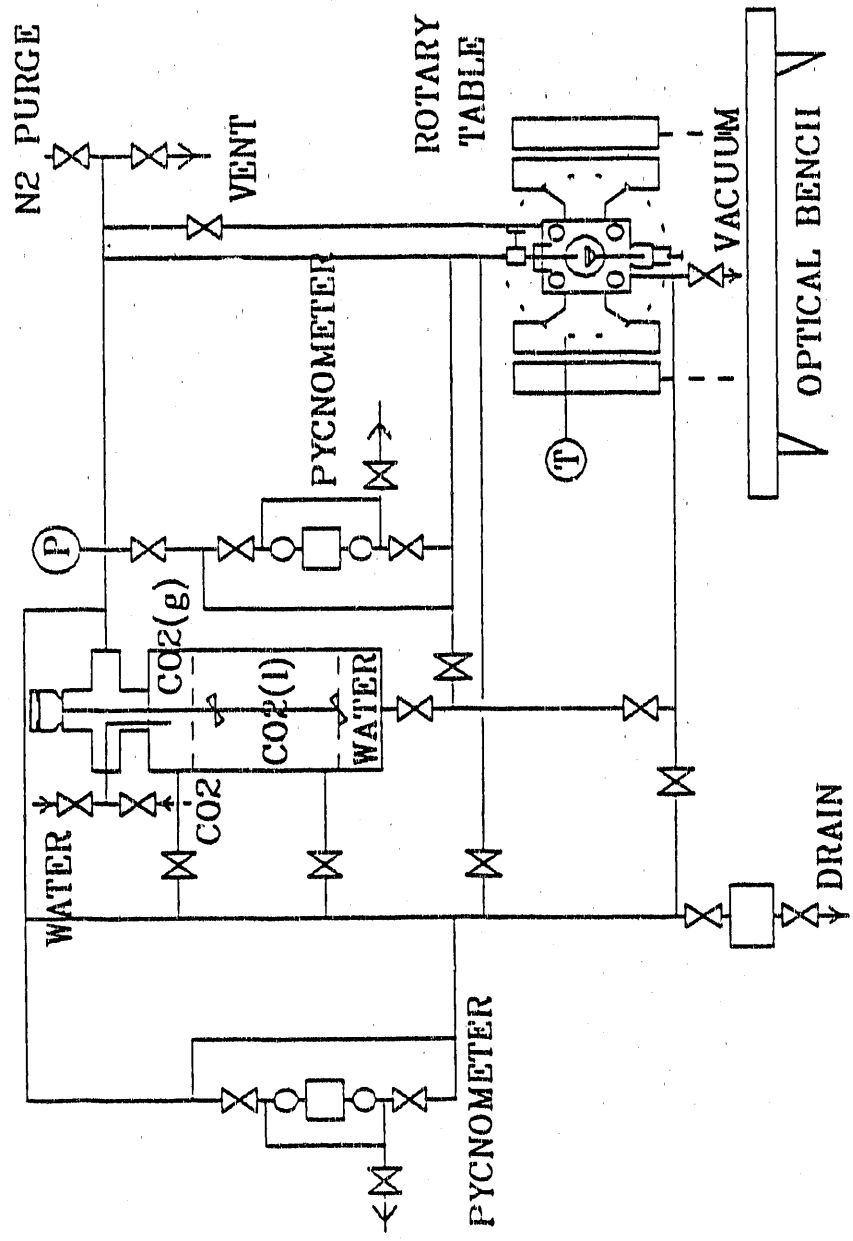 N2 PURGE
VENT
ROTARY
TABLE
VACUUM
OPTICAL BENCH
PYCNOMETER
P
T
CO2(g)
CO2(l)
WATER
CO2
WATER
DRAIN
PYCNOMETER